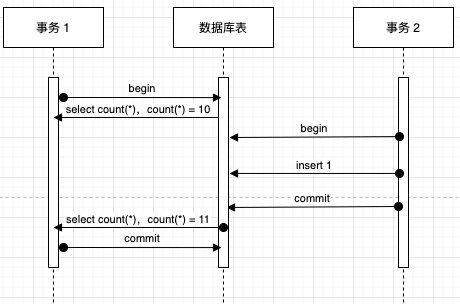 事务 1
数据库表
事务 2
begin
select count(*)，count(*) = 10
begin
insert 1
commit
select count(*)，count(*) = 11
commit